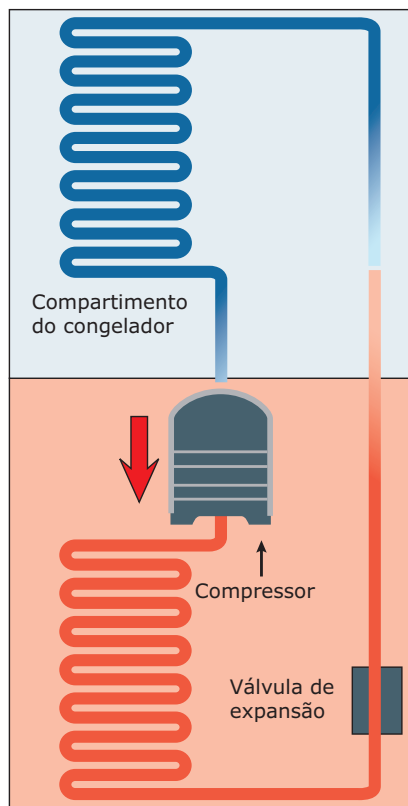 Compartimento
do congelador
Compressor
Válvula de
expansão